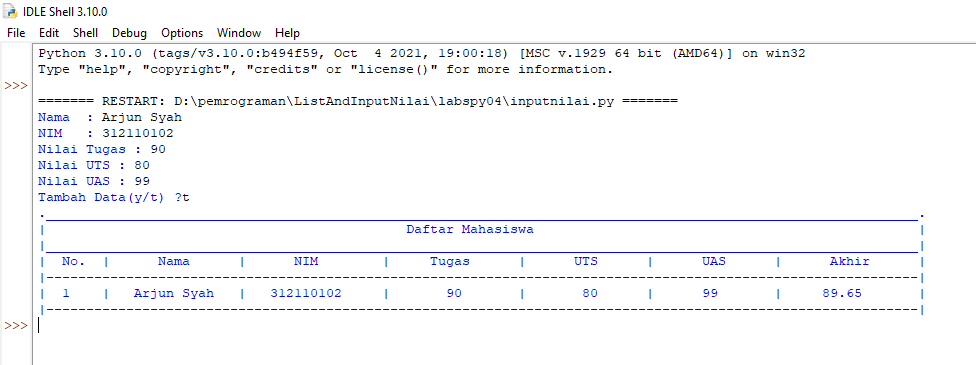 IDLE Shell 3.10.0
File Edit Shell Debug Options Window Help
Python 3.10.0 (tags/v3.10.0:b494f59, Oct  4 2021, 19:00:18) [MSC v.1929 64 bit (AMD64)] on win32
Type "help", "copyright", "credits" or "license()" for more information.
>>>
======= RESTART: D:\pemrograman\ListAndInputNilai\labspy04\inputnilai.py =======
Nama  : Arjun Syah
NIM   : 312110102
Nilai Tugas : 90
Nilai UTS : 80
Nilai UAS : 99
Tambah Data(y/t) ?t
Daftar Mahasiswa
| No. | Nama | NIM | Tugas | UTS | UAS | Akhir |
| 1 | Arjun Syah | 312110102 | 90 | 80 | 99 | 89.65 |
>>>